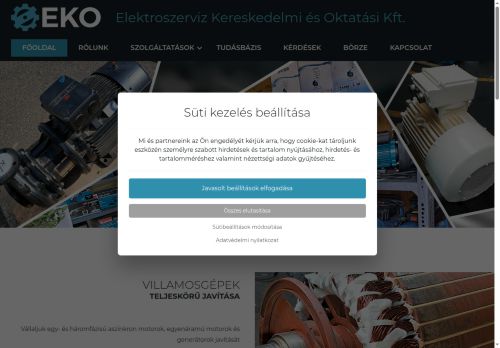 EKO
Elektroszerviz Kereskedelmi és Oktatási Kft.
FŐOLDAL RÓLUNK SZOLGÁLTATÁSOK TUDÁSBÁZIS KÉRDÉSEK BÖRZE KAPCSOLAT
Süti kezelés beállítása
Mi és partnereink az Ön engedélyét kérjük arra, hogy cookie-kat tároljunk
eszközén személyre szabott hirdetések és tartalom nyújtásához, hirdetés- és
tartalomméréshez valamint nézettségi adatok gyűjtéséhez.
Javasolt beállítások elfogadása
Összes elutasítása
Sütibeállítások módosítása
Adatvédelmi nyilatkozat
VILLAMOSGÉPEK
TELJESKÖRŰ JAVÍTÁSA
Vállaljuk egy- és háromfázisú aszinkron motorok, egyenáramú motorok és
generátorok javítását